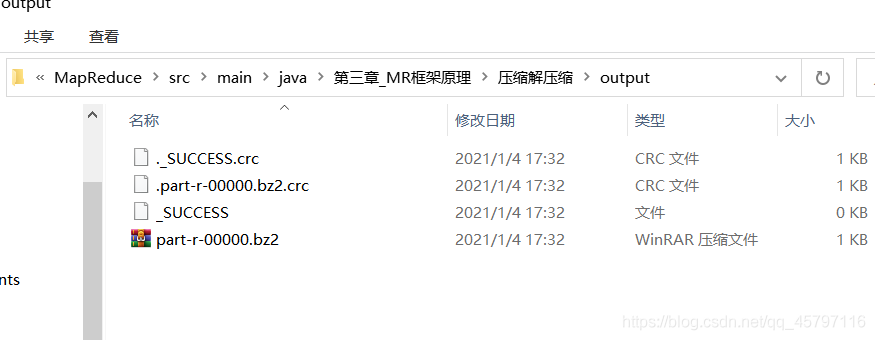 output
共享 查看
« MapReduce > src > main > java > 第三章_MR框架原理 > 压缩解压缩 > output
名称 修改日期 类型 大小
._SUCCESS.crc 2021/1/4 17:32 CRC 文件 1 KB
.part-r-00000.bz2.crc 2021/1/4 17:32 CRC 文件 1 KB
_SUCCESS 2021/1/4 17:32 文件 0 KB
part-r-00000.bz2 2021/1/4 17:32 WinRAR 压缩文件 1 KB
nts
https://blog.csdn.net/qq_45797116